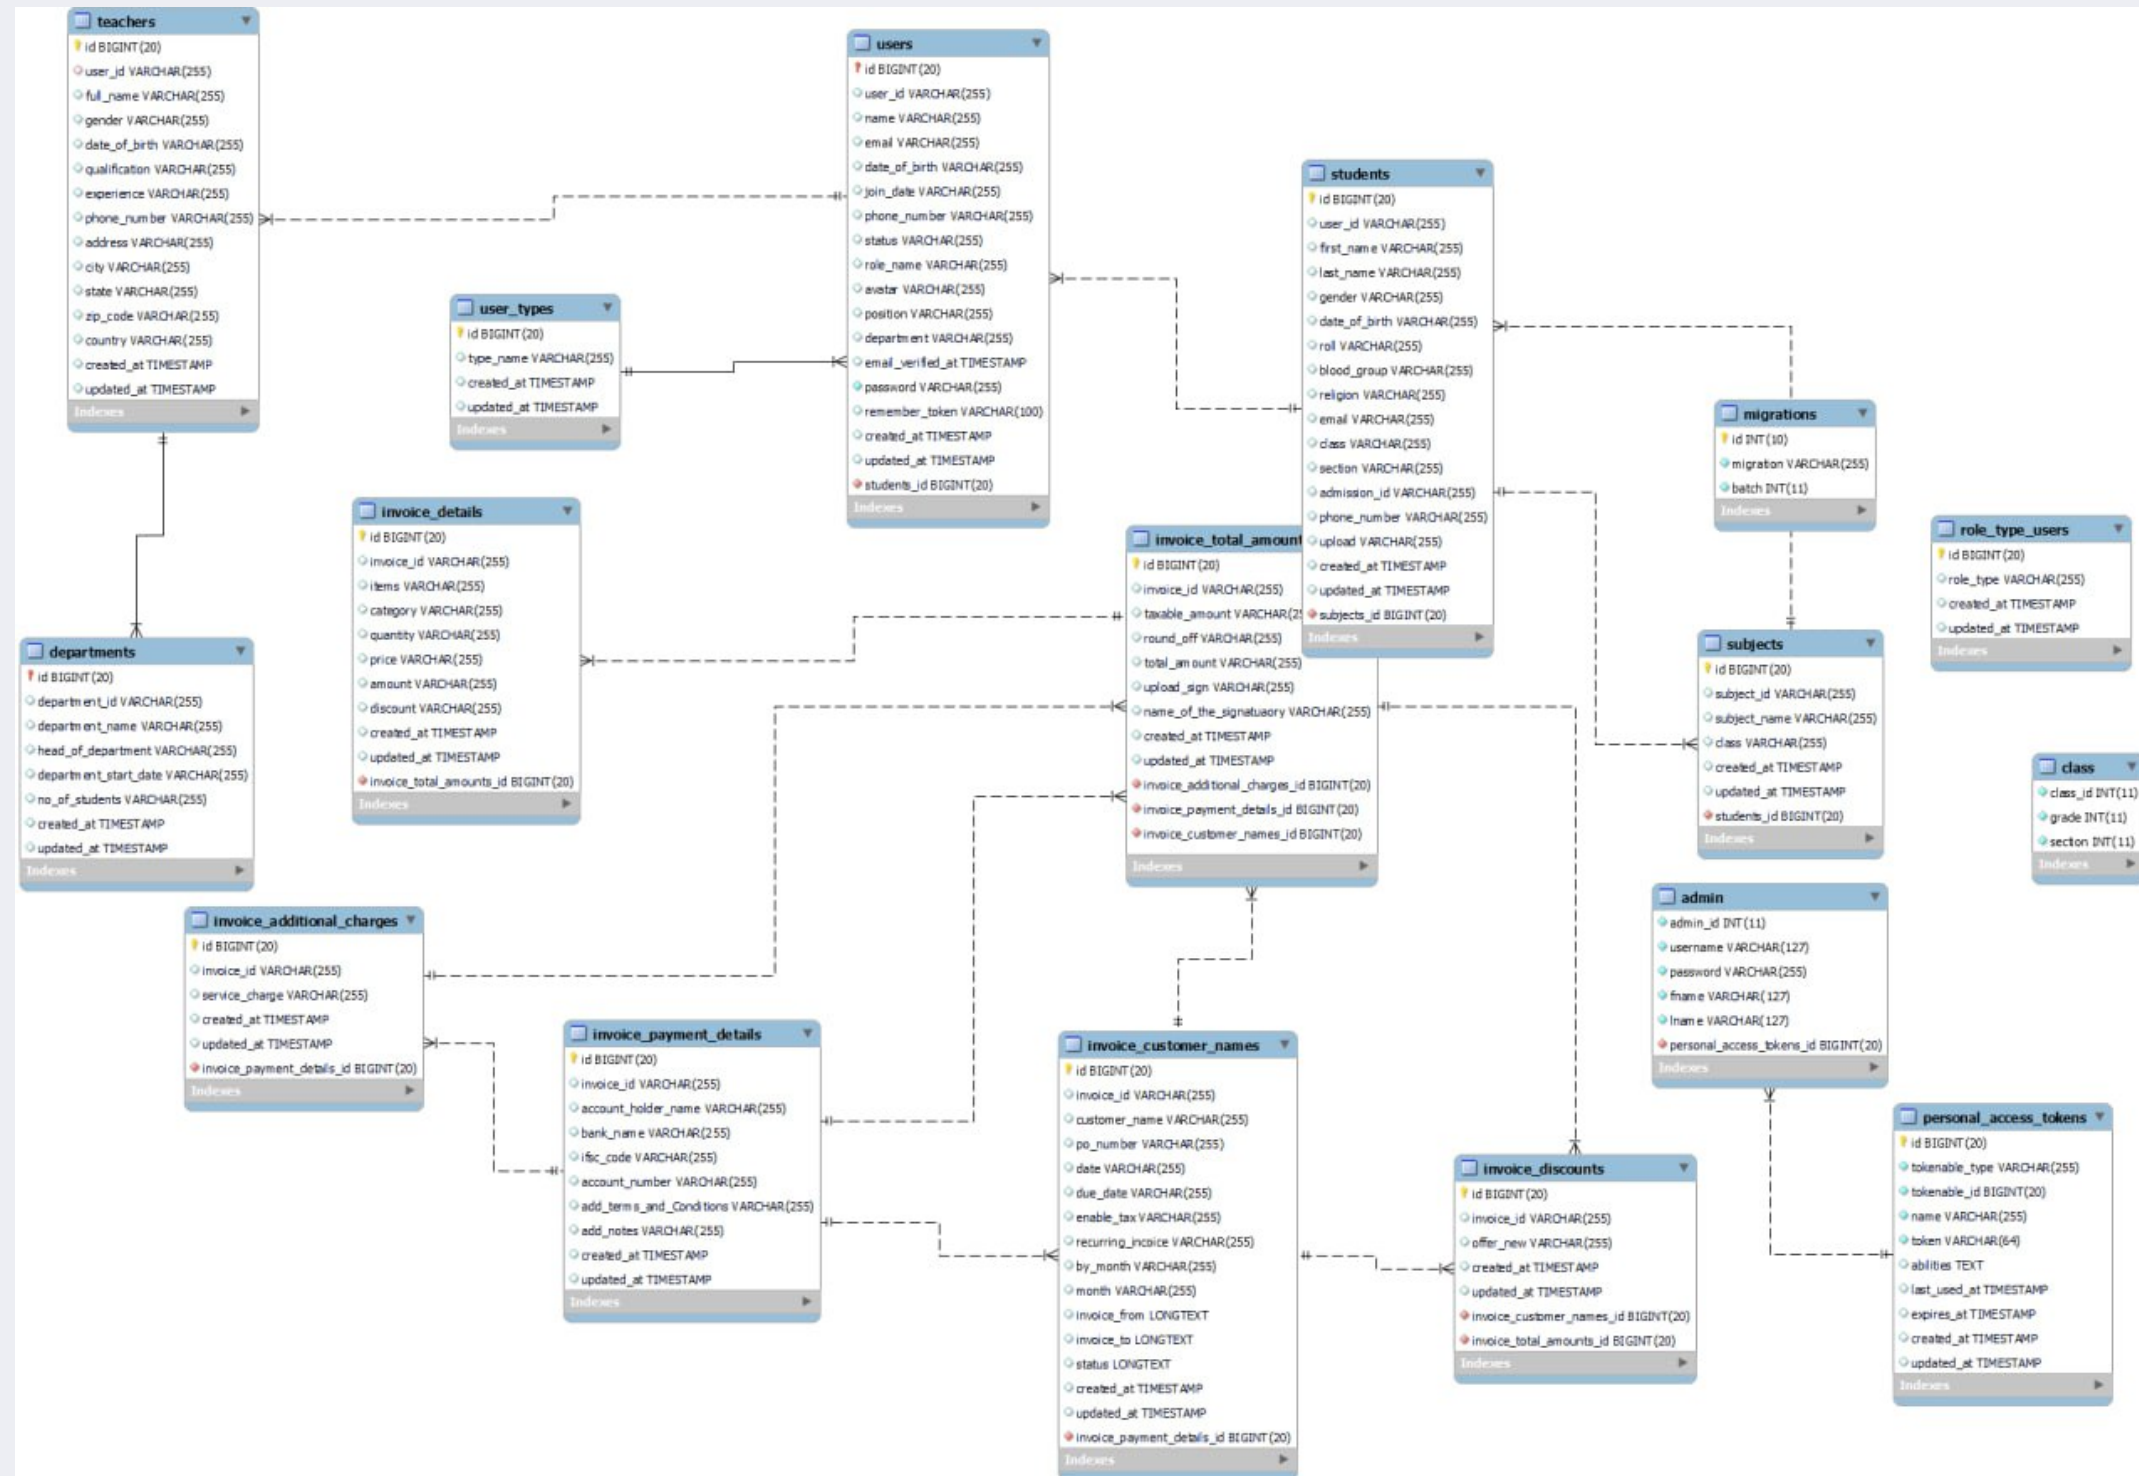 teachers
id BIGINT(20)
user_id VARCHAR(255)
full_name VARCHAR(255)
gender VARCHAR(255)
date_of_birth VARCHAR(255)
qualification VARCHAR(255)
experience VARCHAR(255)
phone_number VARCHAR(255)
address VARCHAR(255)
city VARCHAR(255)
state VARCHAR(255)
zip_code VARCHAR(255)
country VARCHAR(255)
created_at TIMESTAMP
updated_at TIMESTAMP
Indexes
users
id BIGINT(20)
user_id VARCHAR(255)
name VARCHAR(255)
email VARCHAR(255)
date_of_birth VARCHAR(255)
join_date VARCHAR(255)
phone_number VARCHAR(255)
status VARCHAR(255)
role_name VARCHAR(255)
avatar VARCHAR(255)
position VARCHAR(255)
department VARCHAR(255)
email_verified_at TIMESTAMP
password VARCHAR(255)
remember_token VARCHAR(100)
created_at TIMESTAMP
updated_at TIMESTAMP
students_id BIGINT(20)
Indexes
students
id BIGINT(20)
user_id VARCHAR(255)
first_name VARCHAR(255)
last_name VARCHAR(255)
gender VARCHAR(255)
date_of_birth VARCHAR(255)
roll VARCHAR(255)
blood_group VARCHAR(255)
religion VARCHAR(255)
email VARCHAR(255)
class VARCHAR(255)
section VARCHAR(255)
admission_id VARCHAR(255)
phone_number VARCHAR(255)
upload VARCHAR(255)
created_at TIMESTAMP
updated_at TIMESTAMP
subjects_id BIGINT(20)
Indexes
user_types
id BIGINT(20)
type_name VARCHAR(255)
created_at TIMESTAMP
updated_at TIMESTAMP
Indexes
migrations
id INT(10)
migration VARCHAR(255)
batch INT(11)
Indexes
role_type_users
id BIGINT(20)
role_type VARCHAR(255)
created_at TIMESTAMP
updated_at TIMESTAMP
Indexes
invoice_details
id BIGINT(20)
invoice_id VARCHAR(255)
items VARCHAR(255)
category VARCHAR(255)
quantity VARCHAR(255)
price VARCHAR(255)
amount VARCHAR(255)
discount VARCHAR(255)
created_at TIMESTAMP
updated_at TIMESTAMP
invoice_total_amounts_id BIGINT(20)
Indexes
invoice_total_amount
id BIGINT(20)
invoice_id VARCHAR(255)
taxable_amount VARCHAR(25
round_off VARCHAR(255)
total_amount VARCHAR(255)
upload_sign VARCHAR(255)
name_of_the_signatuaory VARCHAR(255)
created_at TIMESTAMP
updated_at TIMESTAMP
invoice_additional_charges_id BIGINT(20)
invoice_payment_details_id BIGINT(20)
invoice_customer_names_id BIGINT(20)
Indexes
departments
id BIGINT(20)
department_id VARCHAR(255)
department_name VARCHAR(255)
head_of_department VARCHAR(255)
department_start_date VARCHAR(255)
no_of_students VARCHAR(255)
created_at TIMESTAMP
updated_at TIMESTAMP
Indexes
subjects
id BIGINT(20)
subject_id VARCHAR(255)
subject_name VARCHAR(255)
class VARCHAR(255)
created_at TIMESTAMP
updated_at TIMESTAMP
students_id BIGINT(20)
Indexes
class
class_id INT(11)
grade INT(11)
section INT(11)
Indexes
invoice_additional_charges
id BIGINT(20)
invoice_id VARCHAR(255)
service_charge VARCHAR(255)
created_at TIMESTAMP
updated_at TIMESTAMP
invoice_payment_details_id BIGINT(20)
Indexes
admin
admin_id INT(11)
username VARCHAR(127)
password VARCHAR(255)
fname VARCHAR(127)
lname VARCHAR(127)
personal_access_tokens_id BIGINT(20)
Indexes
invoice_payment_details
id BIGINT(20)
invoice_id VARCHAR(255)
account_holder_name VARCHAR(255)
bank_name VARCHAR(255)
ifsc_code VARCHAR(255)
account_number VARCHAR(255)
add_terms_and_Conditions VARCHAR(255)
add_notes VARCHAR(255)
created_at TIMESTAMP
updated_at TIMESTAMP
Indexes
invoice_customer_names
id BIGINT(20)
invoice_id VARCHAR(255)
customer_name VARCHAR(255)
po_number VARCHAR(255)
date VARCHAR(255)
due_date VARCHAR(255)
enable_tax VARCHAR(255)
recurring_incoice VARCHAR(255)
by_month VARCHAR(255)
month VARCHAR(255)
invoice_from LONGTEXT
invoice_to LONGTEXT
status LONGTEXT
created_at TIMESTAMP
updated_at TIMESTAMP
invoice_payment_details_id BIGINT(20)
Indexes
invoice_discounts
id BIGINT(20)
invoice_id VARCHAR(255)
offer_new VARCHAR(255)
created_at TIMESTAMP
updated_at TIMESTAMP
invoice_customer_names_id BIGINT(20)
invoice_total_amounts_id BIGINT(20)
Indexes
personal_access_tokens
id BIGINT(20)
tokenable_type VARCHAR(255)
tokenable_id BIGINT(20)
name VARCHAR(255)
token VARCHAR(64)
abilities TEXT
last_used_at TIMESTAMP
expires_at TIMESTAMP
created_at TIMESTAMP
updated_at TIMESTAMP
Indexes